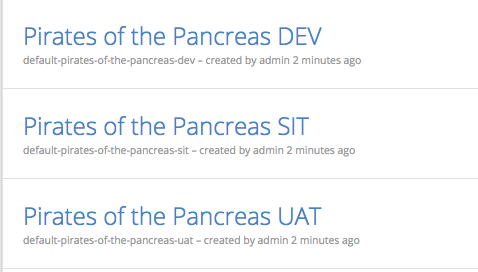 Pirates of the Pancreas DEV
default-pirates-of-the-pancreas-dev – created by admin 2 minutes ago
Pirates of the Pancreas SIT
default-pirates-of-the-pancreas-sit – created by admin 2 minutes ago
Pirates of the Pancreas UAT
default-pirates-of-the-pancreas-uat – created by admin 2 minutes ago